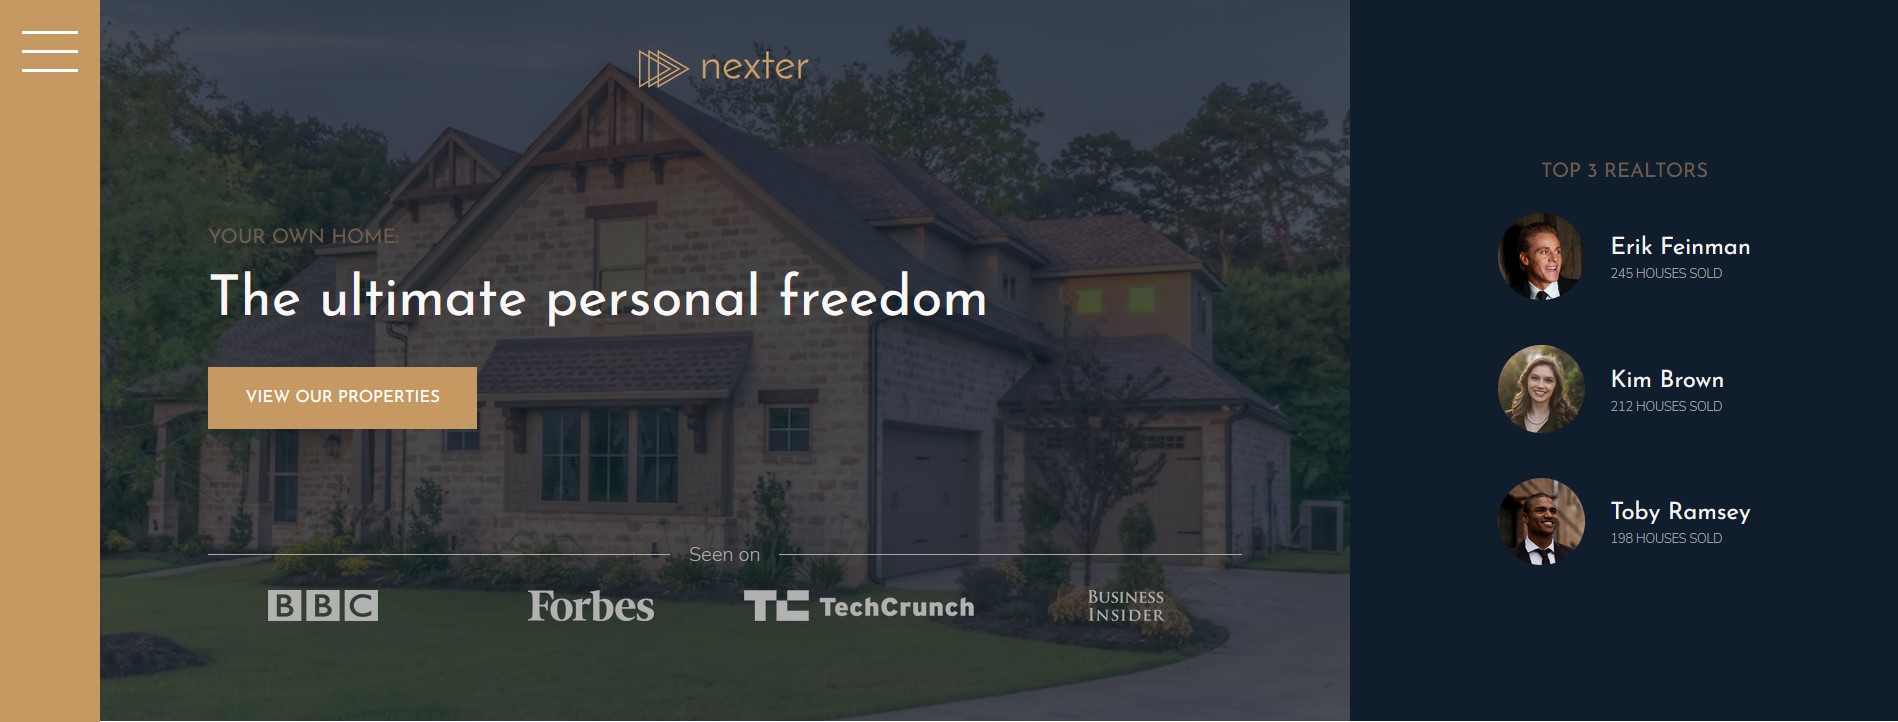 nexter
YOUR OWN HOME:
The ultimate personal freedom
VIEW OUR PROPERTIES
Seen on
BBC
Forbes
TC TechCrunch
BUSINESS
INSIDER
TOP 3 REALTORS
Erik Feinman
245 HOUSES SOLD
Kim Brown
212 HOUSES SOLD
Toby Ramsey
198 HOUSES SOLD